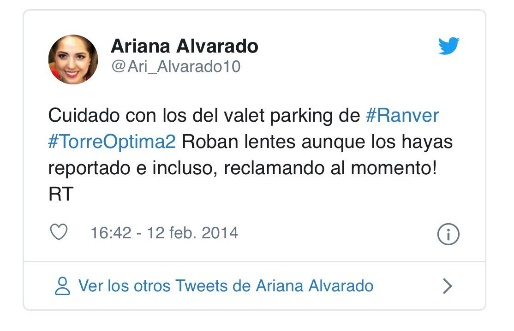 Ariana Alvarado
@Ari_Alvarado10
Cuidado con los del valet parking de #Ranver
#TorreOptima2 Roban lentes aunque los hayas
reportado e incluso, reclamando al momento!
RT
16:42 - 12 feb. 2014
Ver los otros Tweets de Ariana Alvarado